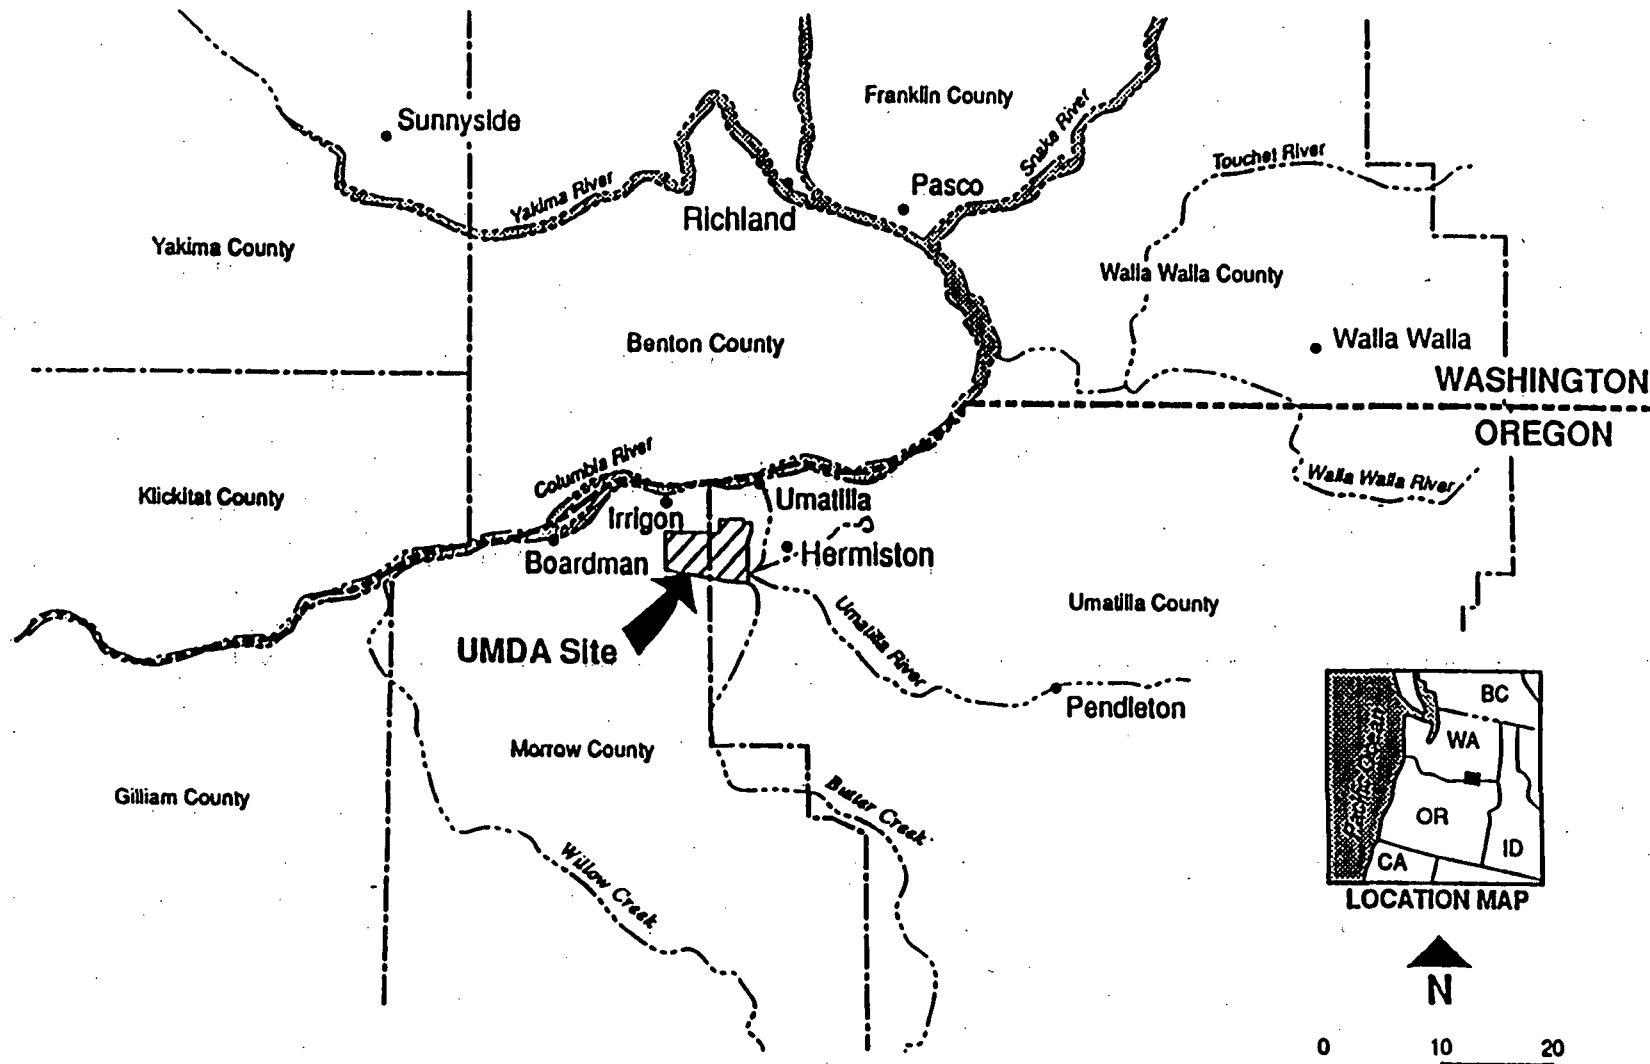 Franklin County
Sunnyside
Snake River
Touchet River
Yakima River
Pasco
Richland
Yakima County
Walla Walla County
Benton County
Walla Walla
WASHINGTON
OREGON
Columbia River
Klickitat County
Walla Walla River
Umatilla
Irrigon
Hermiston
Boardman
Umatilla County
Umatilla River
UMDA Site
Pendleton
BC
Pacific Ocean
WA
Morrow County
Gilliam County
Butter Creek
OR
ID
CA
Willow Creek
LOCATION MAP
N
0 10 20